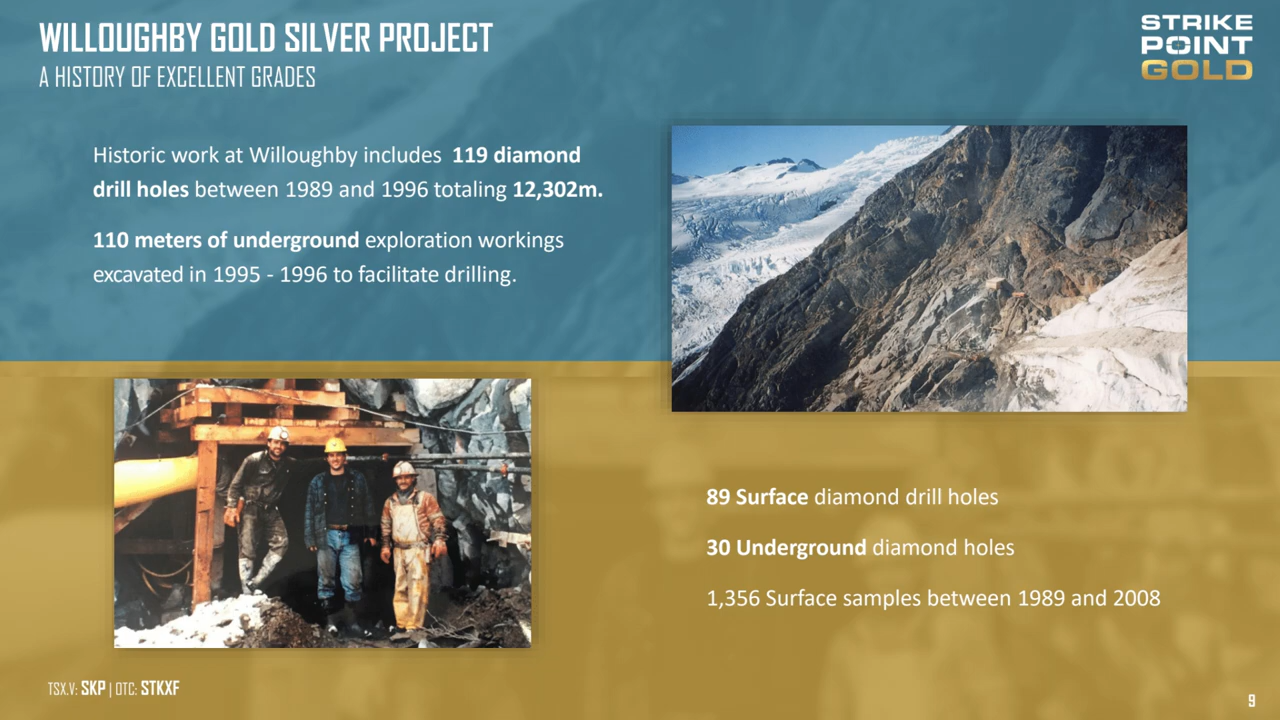 WILLOUGHBY GOLD SILVER PROJECT
A HISTORY OF EXCELLENT GRADES
STRIKE
POINT
GOLD
Historic work at Willoughby includes 119 diamond
drill holes between 1989 and 1996 totaling 12,302m.
110 meters of underground exploration workings
excavated in 1995 - 1996 to facilitate drilling.
89 Surface diamond drill holes
30 Underground diamond holes
1,356 Surface samples between 1989 and 2008
TSX.V: SKP | OTC: STKXF
9